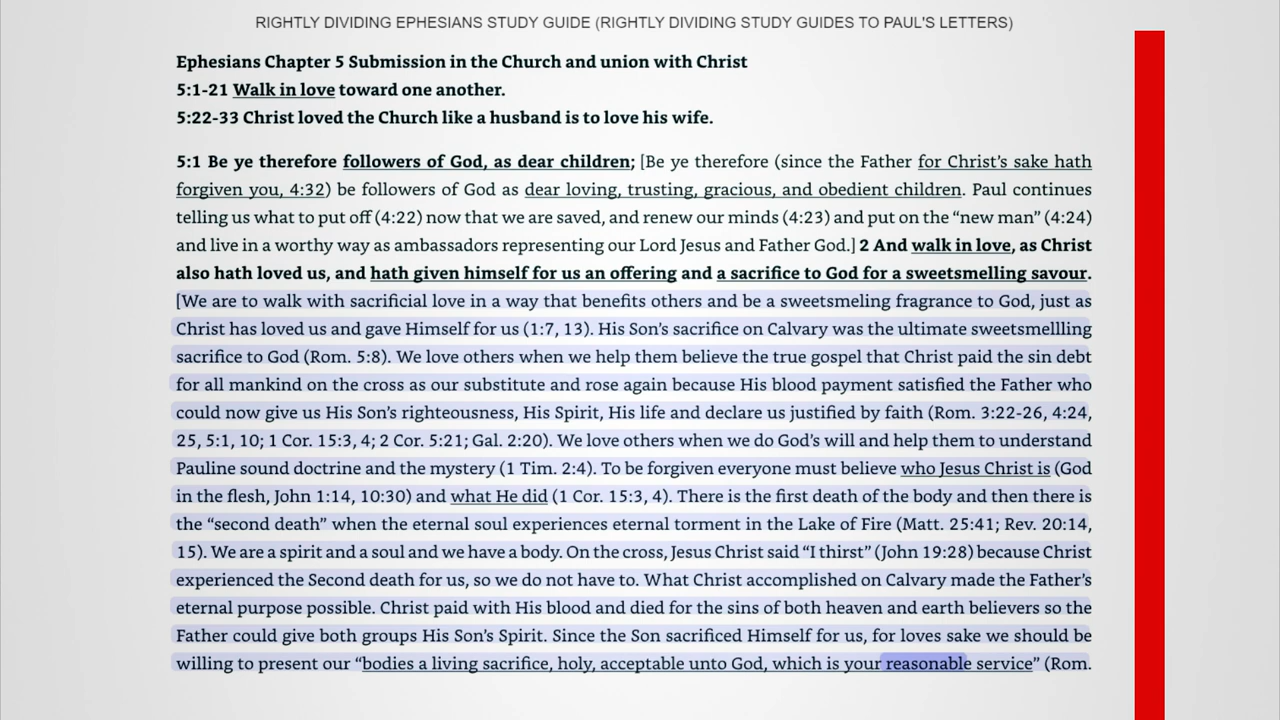 RIGHTLY DIVIDING EPHESIANS STUDY GUIDE (RIGHTLY DIVIDING STUDY GUIDES TO PAUL'S LETTERS)
Ephesians Chapter 5 Submission in the Church and union with Christ
5:1-21 Walk in love toward one another.
5:22-33 Christ loved the Church like a husband is to love his wife.
5:1 Be ye therefore followers of God, as dear children; [Be ye therefore (since the Father for Christ’s sake hath
forgiven you, 4:32) be followers of God as dear loving, trusting, gracious, and obedient children. Paul continues
telling us what to put off (4:22) now that we are saved, and renew our minds (4:23) and put on the “new man” (4:24)
and live in a worthy way as ambassadors representing our Lord Jesus and Father God.] 2 And walk in love, as Christ
also hath loved us, and hath given himself for us an offering and a sacrifice to God for a sweetsmelling savour.
[We are to walk with sacrificial love in a way that benefits others and be a sweetsmeling fragrance to God, just as
Christ has loved us and gave Himself for us (1:7, 13). His Son’s sacrifice on Calvary was the ultimate sweetsmellling
sacrifice to God (Rom. 5:8). We love others when we help them believe the true gospel that Christ paid the sin debt
for all mankind on the cross as our substitute and rose again because His blood payment satisfied the Father who
could now give us His Son’s righteousness, His Spirit, His life and declare us justified by faith (Rom. 3:22-26, 4:24,
25, 5:1, 10; 1 Cor. 15:3, 4; 2 Cor. 5:21; Gal. 2:20). We love others when we do God’s will and help them to understand
Pauline sound doctrine and the mystery (1 Tim. 2:4). To be forgiven everyone must believe who Jesus Christ is (God
in the flesh, John 1:14, 10:30) and what He did (1 Cor. 15:3, 4). There is the first death of the body and then there is
the “second death” when the eternal soul experiences eternal torment in the Lake of Fire (Matt. 25:41; Rev. 20:14,
15). We are a spirit and a soul and we have a body. On the cross, Jesus Christ said “I thirst” (John 19:28) because Christ
experienced the Second death for us, so we do not have to. What Christ accomplished on Calvary made the Father’s
eternal purpose possible. Christ paid with His blood and died for the sins of both heaven and earth believers so the
Father could give both groups His Son’s Spirit. Since the Son sacrificed Himself for us, for loves sake we should be
willing to present our “bodies a living sacrifice, holy, acceptable unto God, which is your reasonable service” (Rom.